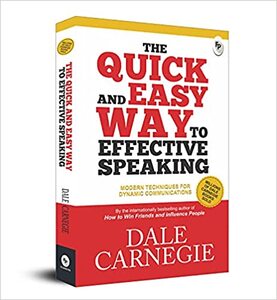 THE QUICK AND EASY WAY
TO EFFECTIVE SPEAKING
DALE
CARNEGIE
THE
QUICK
AND EASY
WAY TO
EFFECTIVE
SPEAKING
MODERN TECHNIQUES FOR
DYNAMIC COMMUNICATIONS
By the internationally bestselling author of
How to Win Friends and Influence People
DALE
CARNEGIE